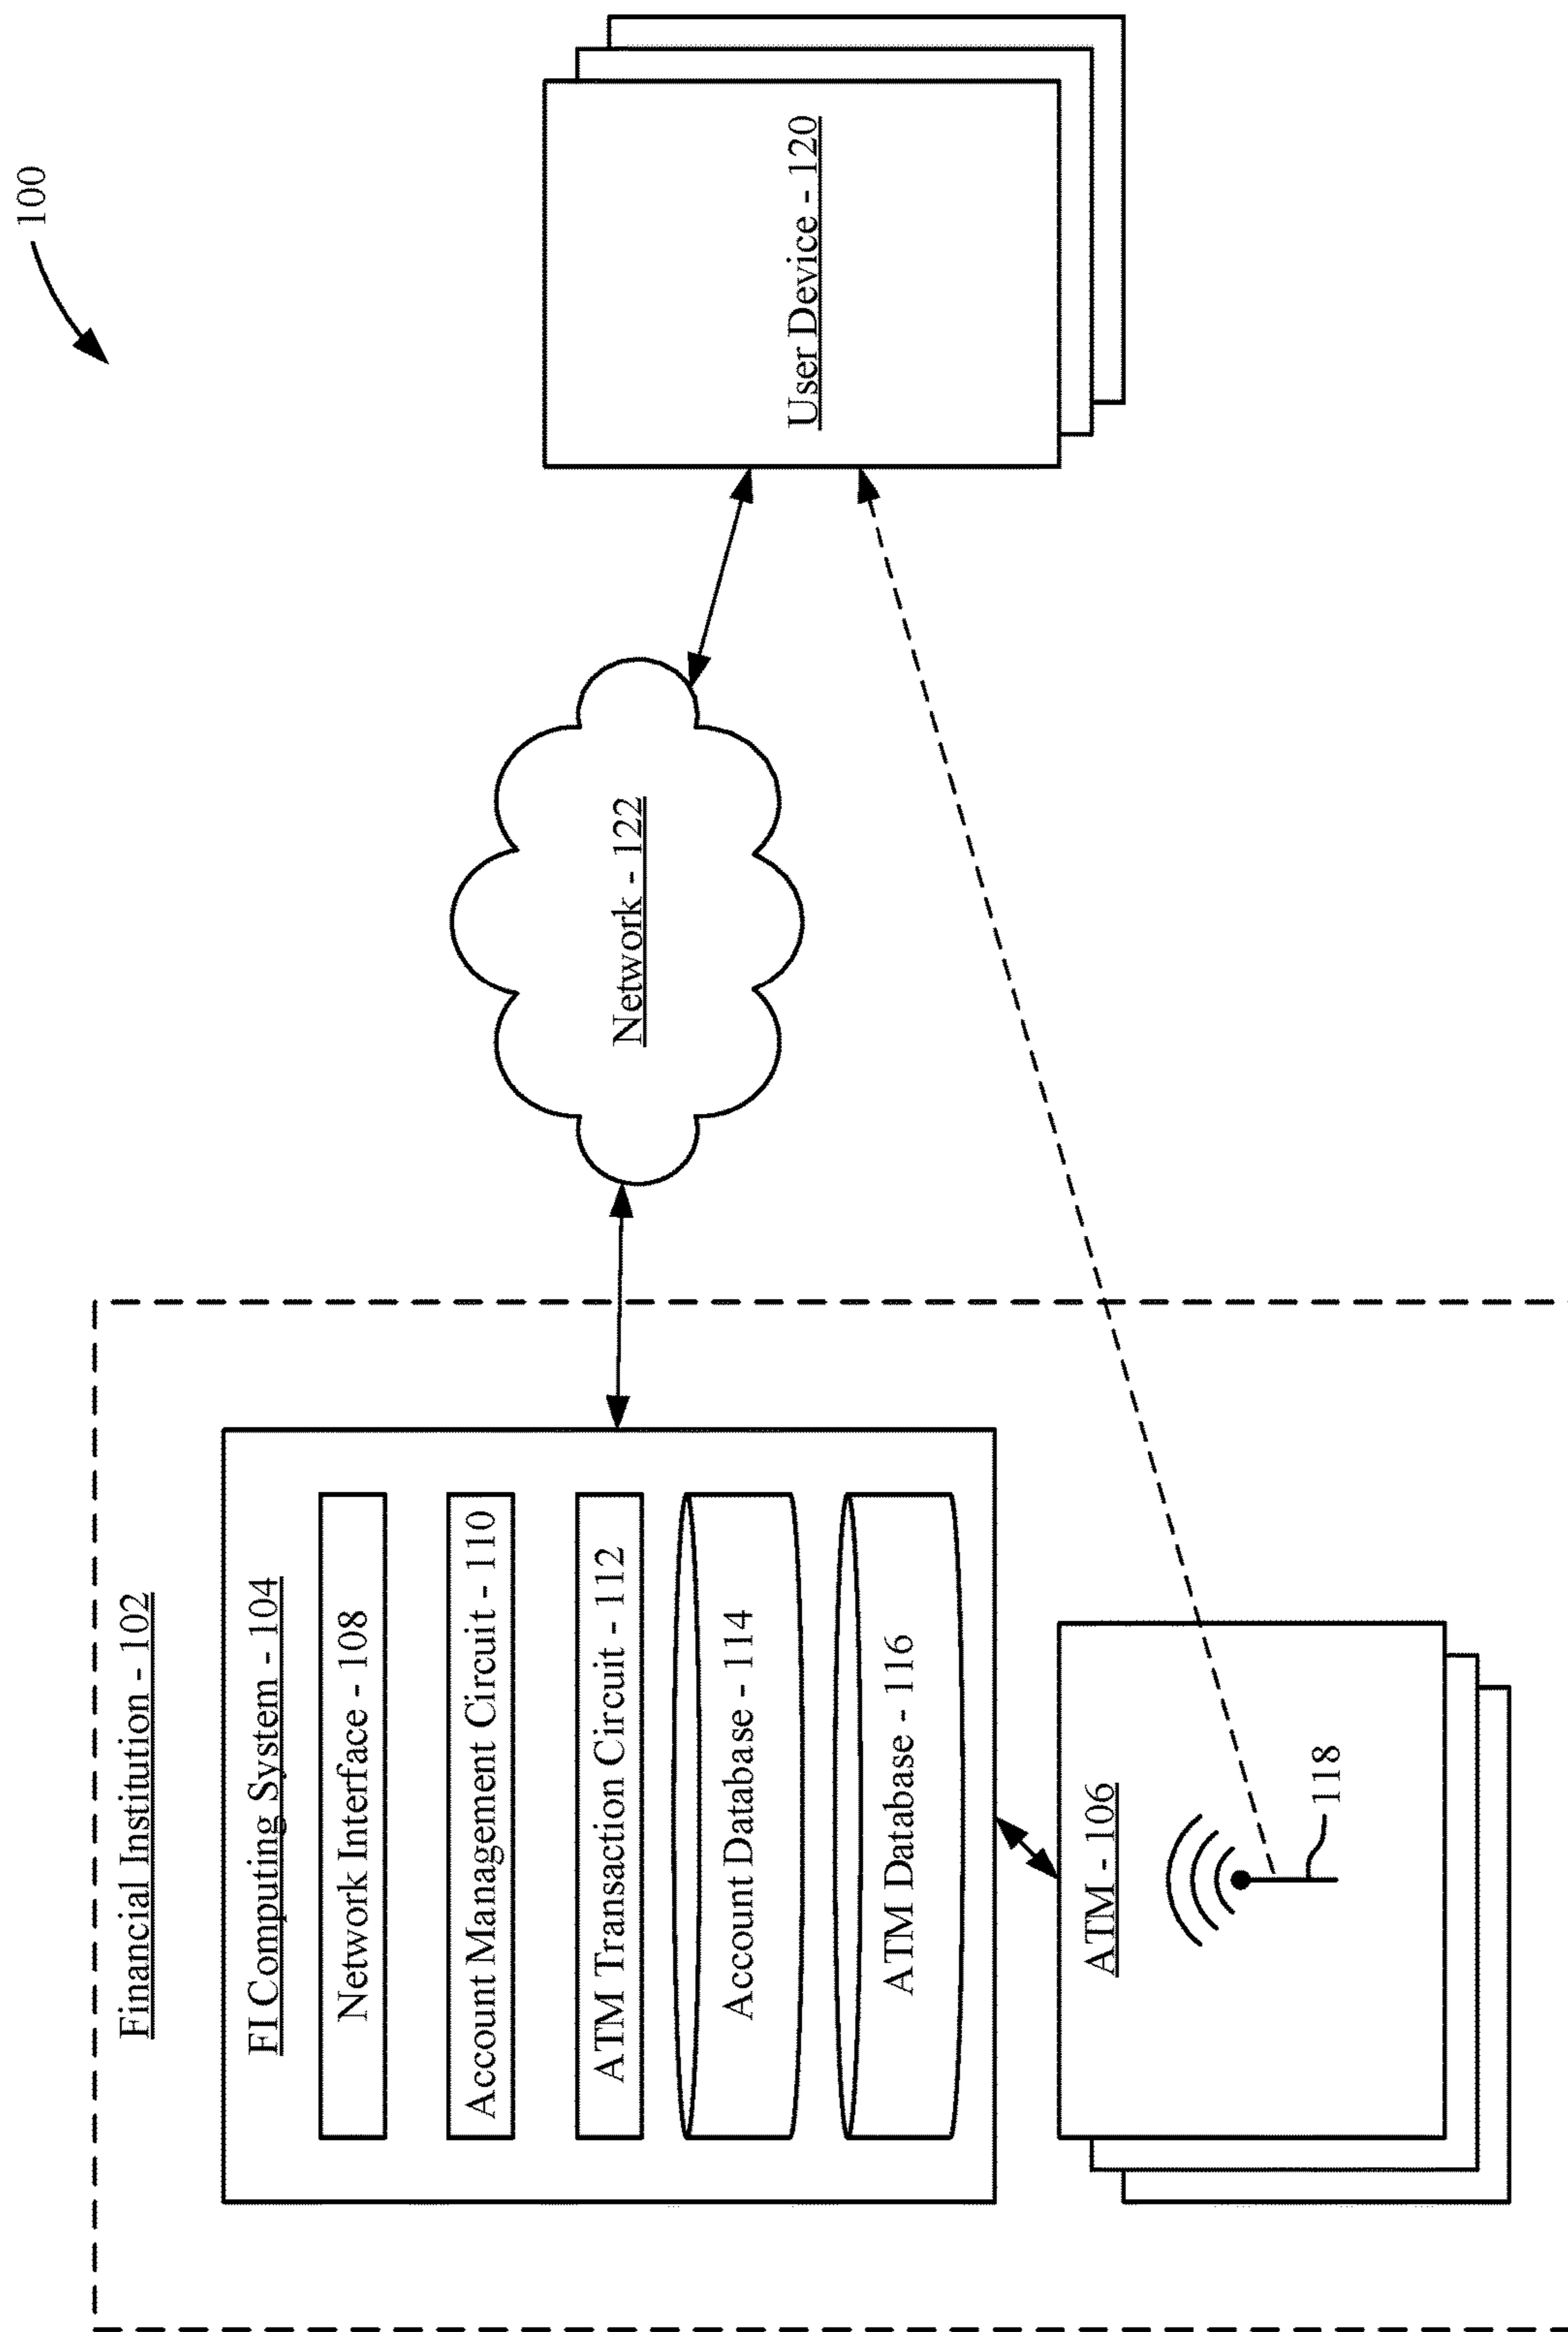 100
Financial Institution - 102
FI Computing System - 104
Network Interface - 108
Account Management Circuit - 110
ATM Transaction Circuit - 112
Account Database - 114
ATM Database - 116
ATM - 106
118
Network - 122
User Device - 120